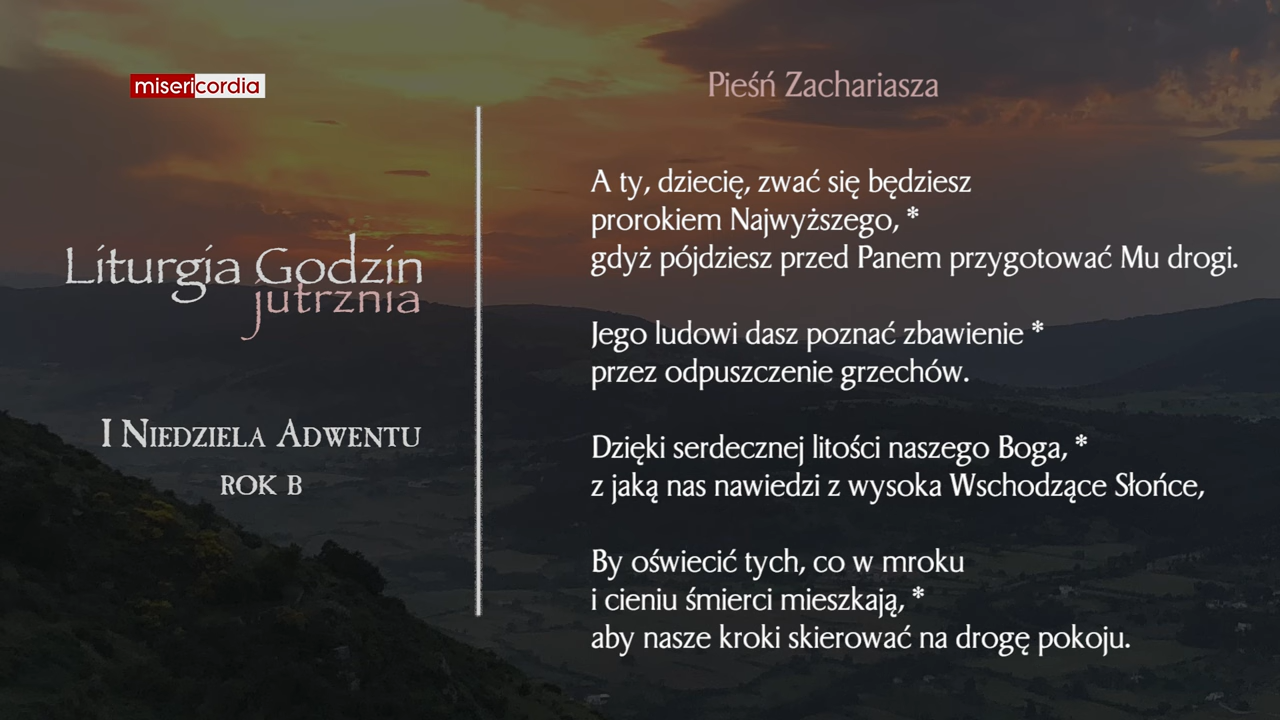 misericordia
Liturgia Godzin
jutrznia
I Niedziela Adwentu
rok B
Pieśń Zachariasza
A ty, dziecię, zwać się będziesz
prorokiem Najwyższego, *
gdyż pójdziesz przed Panem przygotować Mu drogi.
Jego ludowi dasz poznać zbawienie *
przez odpuszczenie grzechów.
Dzięki serdecznej litości naszego Boga, *
z jaką nas nawiedzi z wysoka Wschodzące Słońce,
By oświecić tych, co w mroku
i cieniu śmierci mieszkają, *
aby nasze kroki skierować na drogę pokoju.